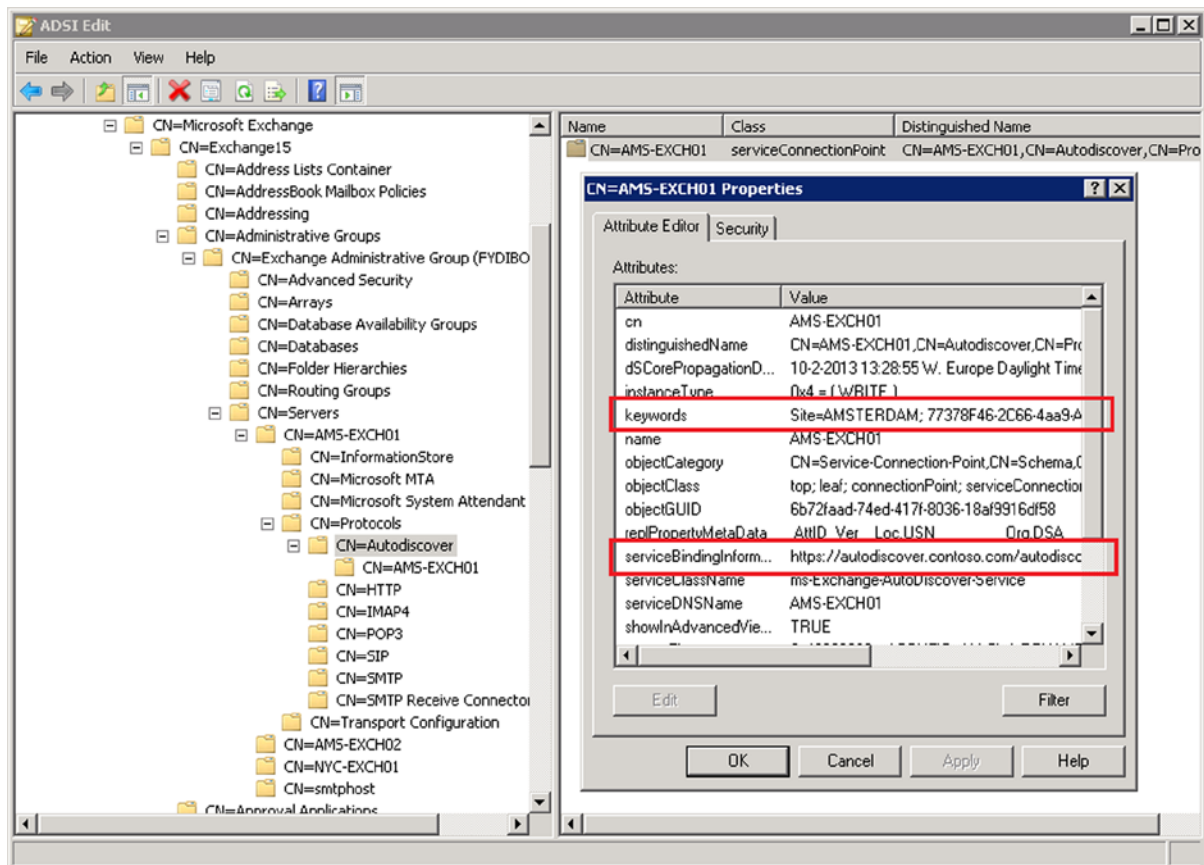 ADSI Edit
File Action View Help
CN=Microsoft Exchange
CN=Exchange15
CN=Address Lists Container
CN=AddressBook Mailbox Policies
CN=Addressing
CN=Administrative Groups
CN=Exchange Administrative Group (FYDIBO
CN=Advanced Security
CN=Arrays
CN=Database Availability Groups
CN=Databases
CN=Folder Hierarchies
CN=Routing Groups
CN=Servers
CN=AMS-EXCH01
CN=InformationStore
CN=Microsoft MTA
CN=Microsoft System Attendant
CN=Protocols
CN=Autodiscover
CN=AMS-EXCH01
CN=HTTP
CN=IMAP4
CN=POP3
CN=SIP
CN=SMTP
CN=SMTP Receive Connector
CN=Transport Configuration
CN=AMS-EXCH02
CN=NYC-EXCH01
CN=smtphost
CN=Approval Applications
Name Class Distinguished Name
CN=AMS-EXCH01 serviceConnectionPoint CN=AMS-EXCH01,CN=Autodiscover,CN=Pro
CN=AMS-EXCH01 Properties
Attribute Editor Security
Attributes:
Attribute Value
cn AMS-EXCH01
distinguishedName CN=AMS-EXCH01,CN=Autodiscover,CN=Pro
dSCorePropagationD... 10-2-2013 13:28:55 W. Europe Daylight Time
instanceType 0x4 = ( WRITE )
keywords Site=AMSTERDAM; 77378F46-2C66-4aa9-A
name AMS-EXCH01
objectCategory CN=Service-Connection-Point,CN=Schema,C
objectClass top; leaf; connectionPoint; serviceConnection
objectGUID 6b72faad-74ed-417f-8036-18af9916df58
replPropertyMetaData AttID Ver Loc.USN Org.DSA
serviceBindingInform... https://autodiscover.contoso.com/autodisco
serviceClassName ms-Exchange-AutoDiscover-Service
serviceDNSName AMS-EXCH01
showInAdvancedVie... TRUE
Edit Filter
OK Cancel Apply Help